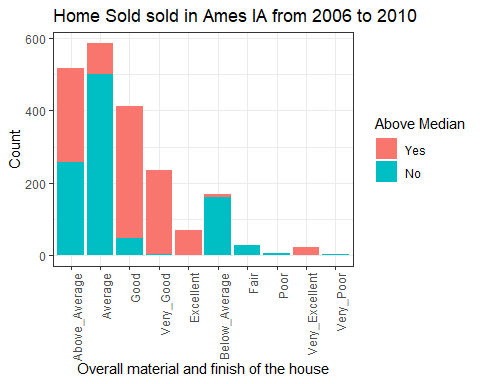 Home Sold sold in Ames IA from 2006 to 2010
600
400
200
0
Count
Above_Average
Average
Good
Very_Good
Excellent
Below_Average
Fair
Poor
Very_Excellent
Very_Poor
Overall material and finish of the house
Above Median
Yes
No